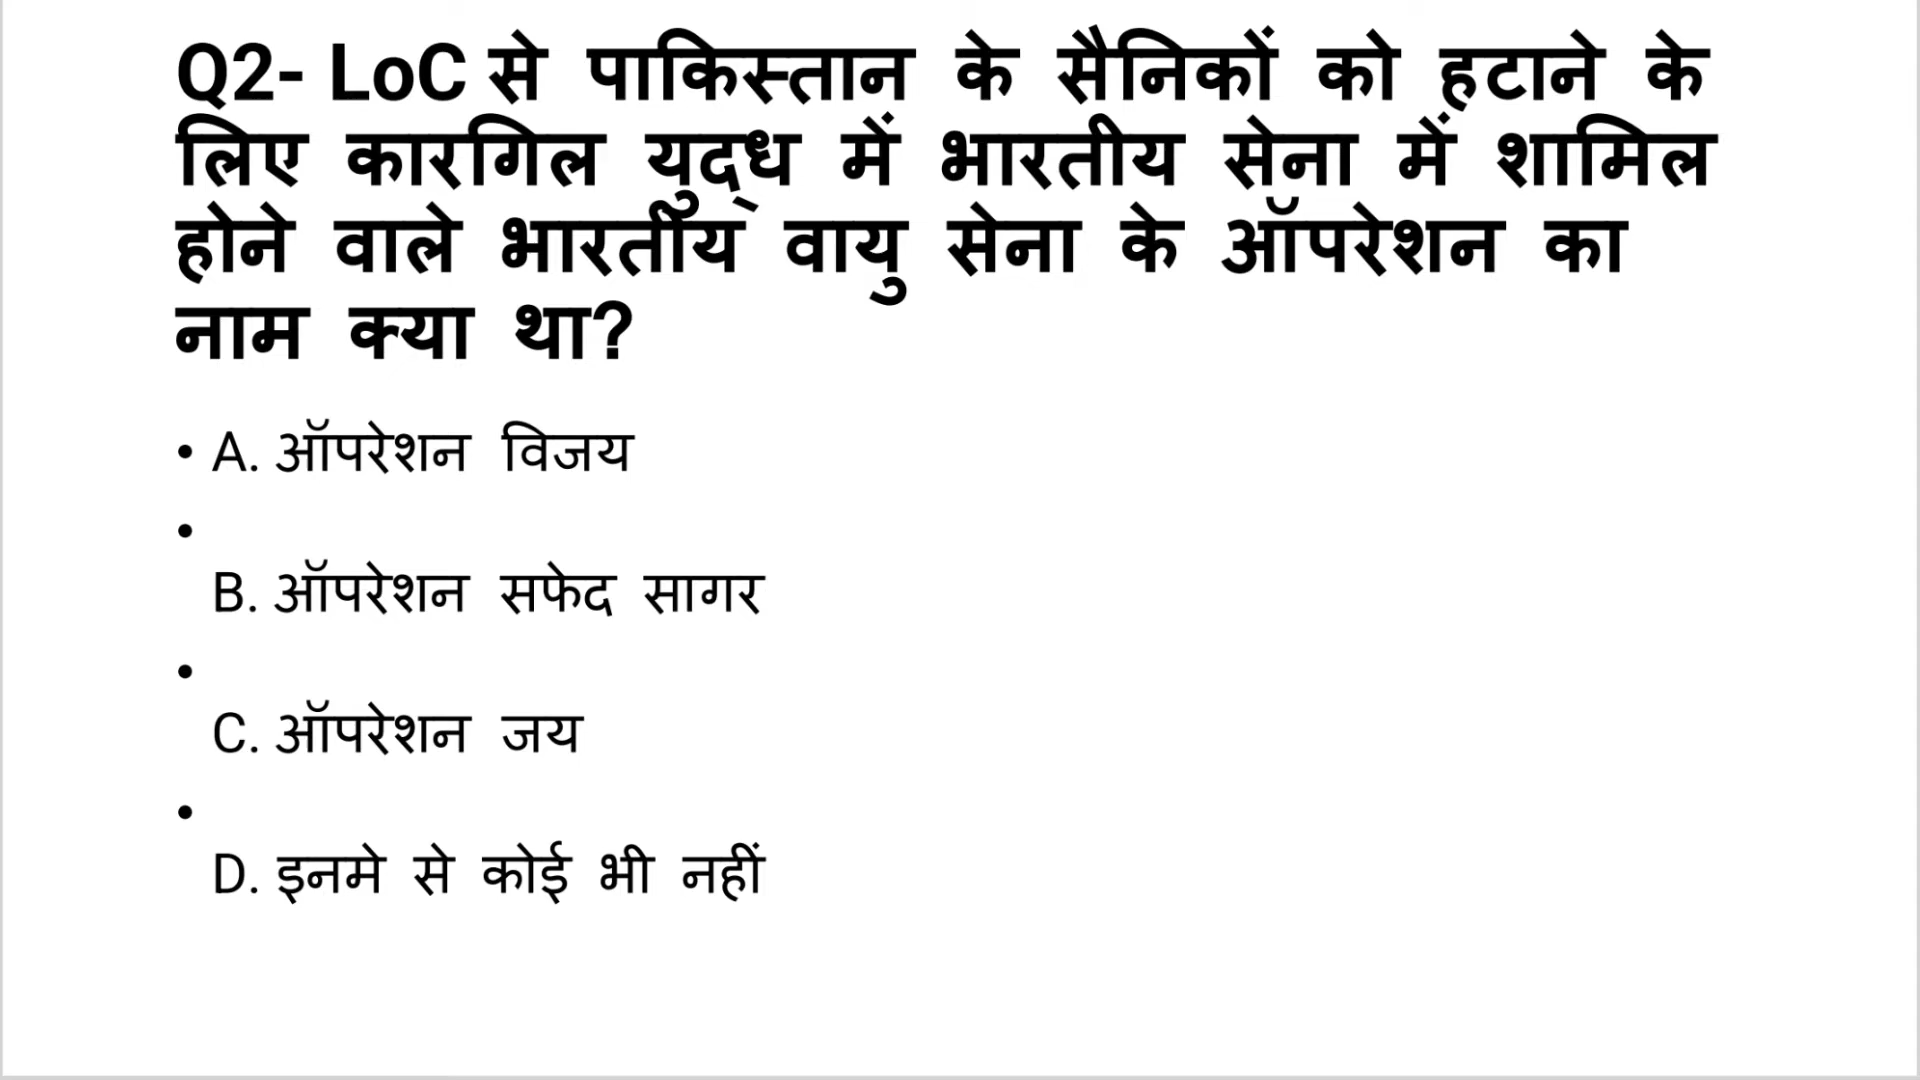 Q2- LoC से पाकिस्तान के सैनिकों को हटाने के
लिए कारगिल युद्ध में भारतीय सेना में शामिल
होने वाले भारतीय वायु सेना के ऑपरेशन का
नाम क्या था?
• A. ऑपरेशन विजय
•
B. ऑपरेशन सफेद सागर
•
C. ऑपरेशन जय
•
D. इनमे से कोई भी नहीं